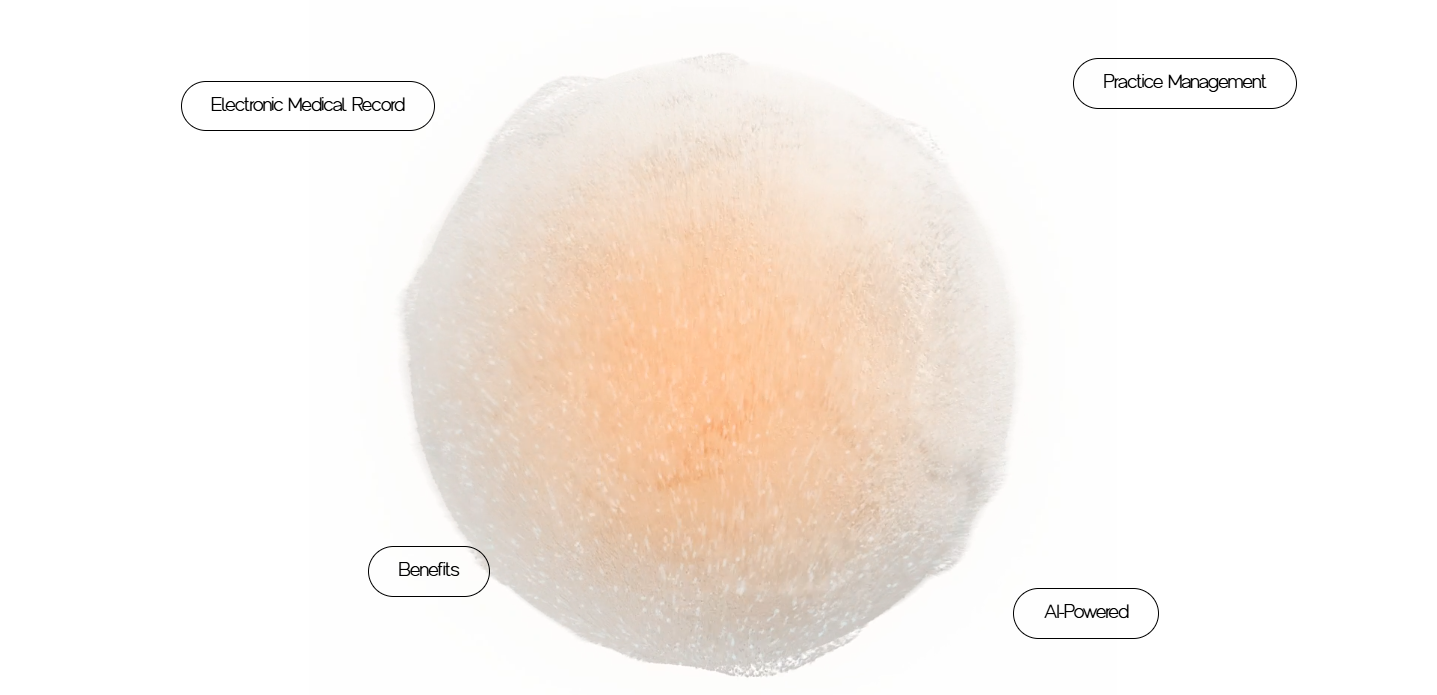 Practice Management
Electronic Medical Record
Benefits
AI-Powered